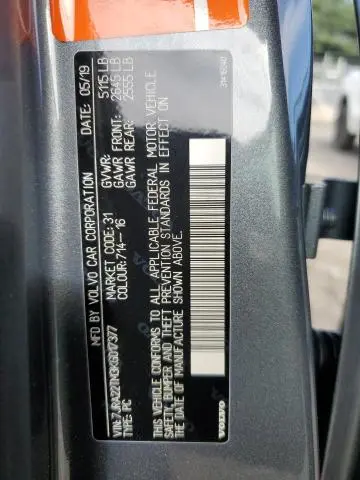 MFD BY VOLVO CAR CORPORATION DATE: 05/19
MARKET CODE: 31 GVWR: 5115 LB
COLOUR: 714-16 GAWR FRONT: 2645 LB
GAWR REAR: 2555 LB
TYPE: PC
THIS VEHICLE CONFORMS TO ALL APPLICABLE FEDERAL MOTOR VEHICLE
SAFETY, BUMPER AND THEFT PREVENTION STANDARDS IN EFFECT ON
THE DATE OF MANUFACTURE SHOWN ABOVE.
VOLVO